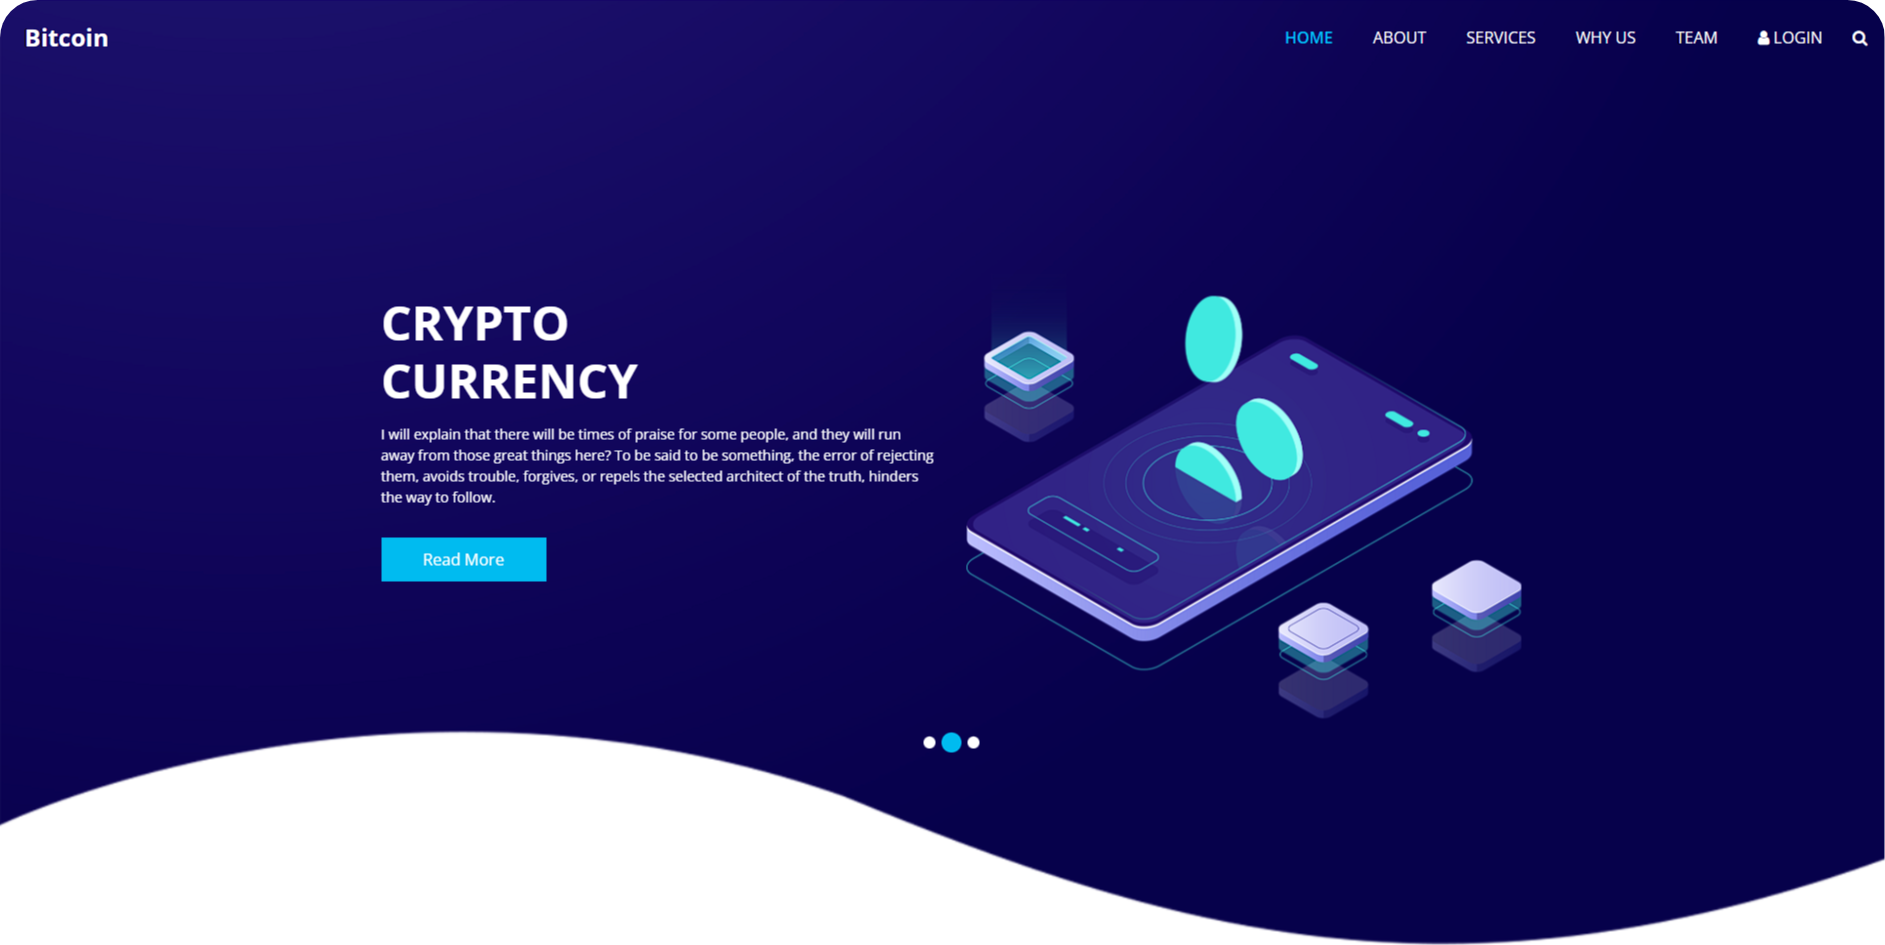 Bitcoin
HOME ABOUT SERVICES WHY US TEAM LOGIN
CRYPTO
CURRENCY
I will explain that there will be times of praise for some people, and they will run
away from those great things here? To be said to be something, the error of rejecting
them, avoids trouble, forgives, or repels the selected architect of the truth, hinders
the way to follow.
Read More